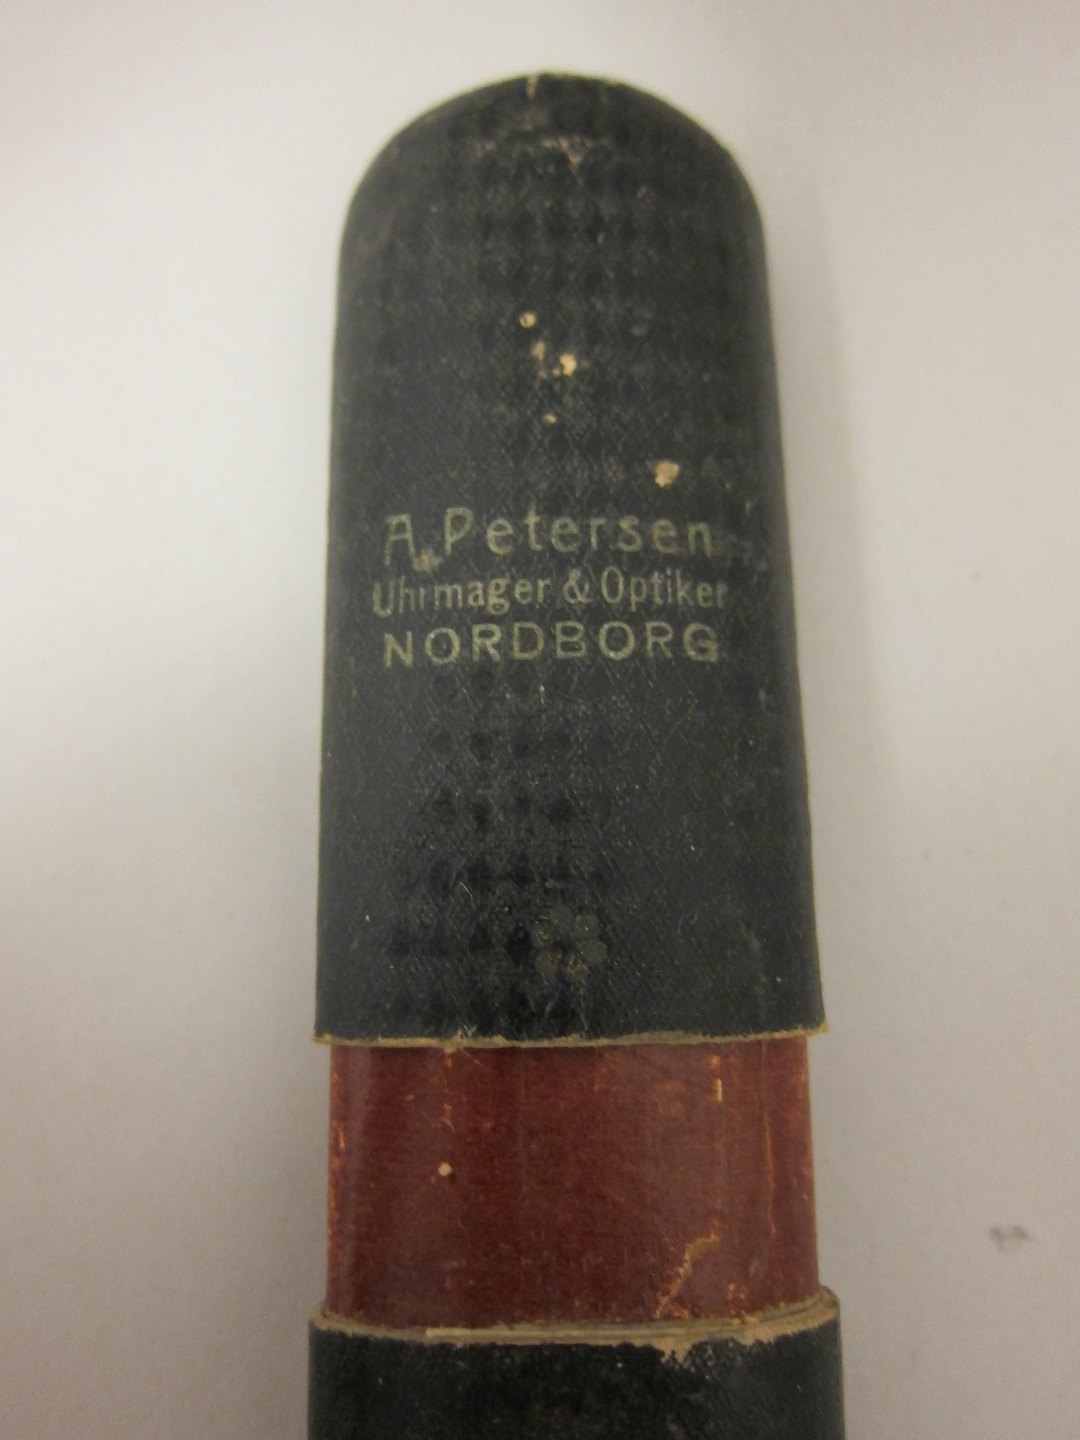 A. Petersen
Uhrmager & Optiker
NORDBORG